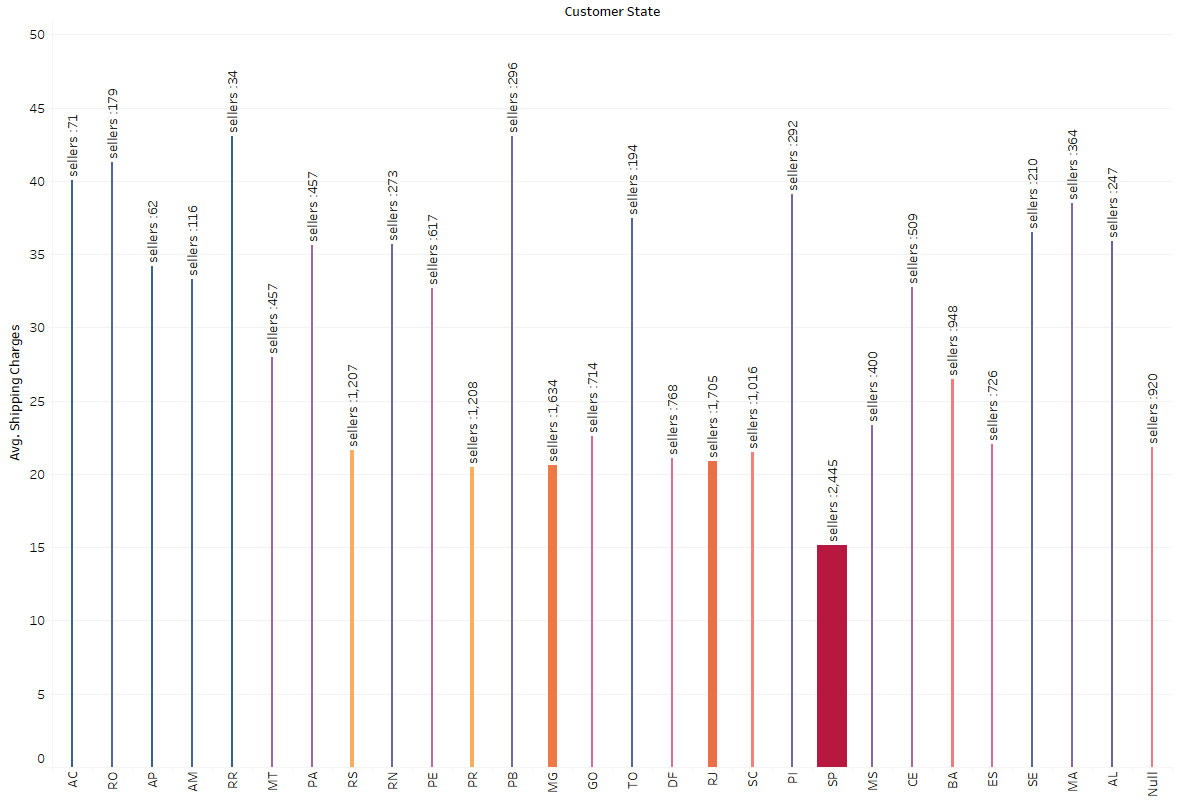 Customer State
Avg. Shipping Charges
50
45
40
35
30
25
20
15
10
5
0
sellers :71
sellers :179
sellers :62
sellers :116
sellers :34
sellers :457
sellers :457
sellers :1,207
sellers :273
sellers :617
sellers :1,208
sellers :296
sellers :1,634
sellers :714
sellers :194
sellers :768
sellers :1,705
sellers :1,016
sellers :292
sellers :2,445
sellers :400
sellers :509
sellers :948
sellers :726
sellers :210
sellers :364
sellers :247
sellers :920
AC
RO
AP
AM
RR
MT
PA
RS
RN
PE
PR
PB
MG
GO
TO
DF
RJ
SC
PI
SP
MS
CE
BA
ES
SE
MA
AL
Null